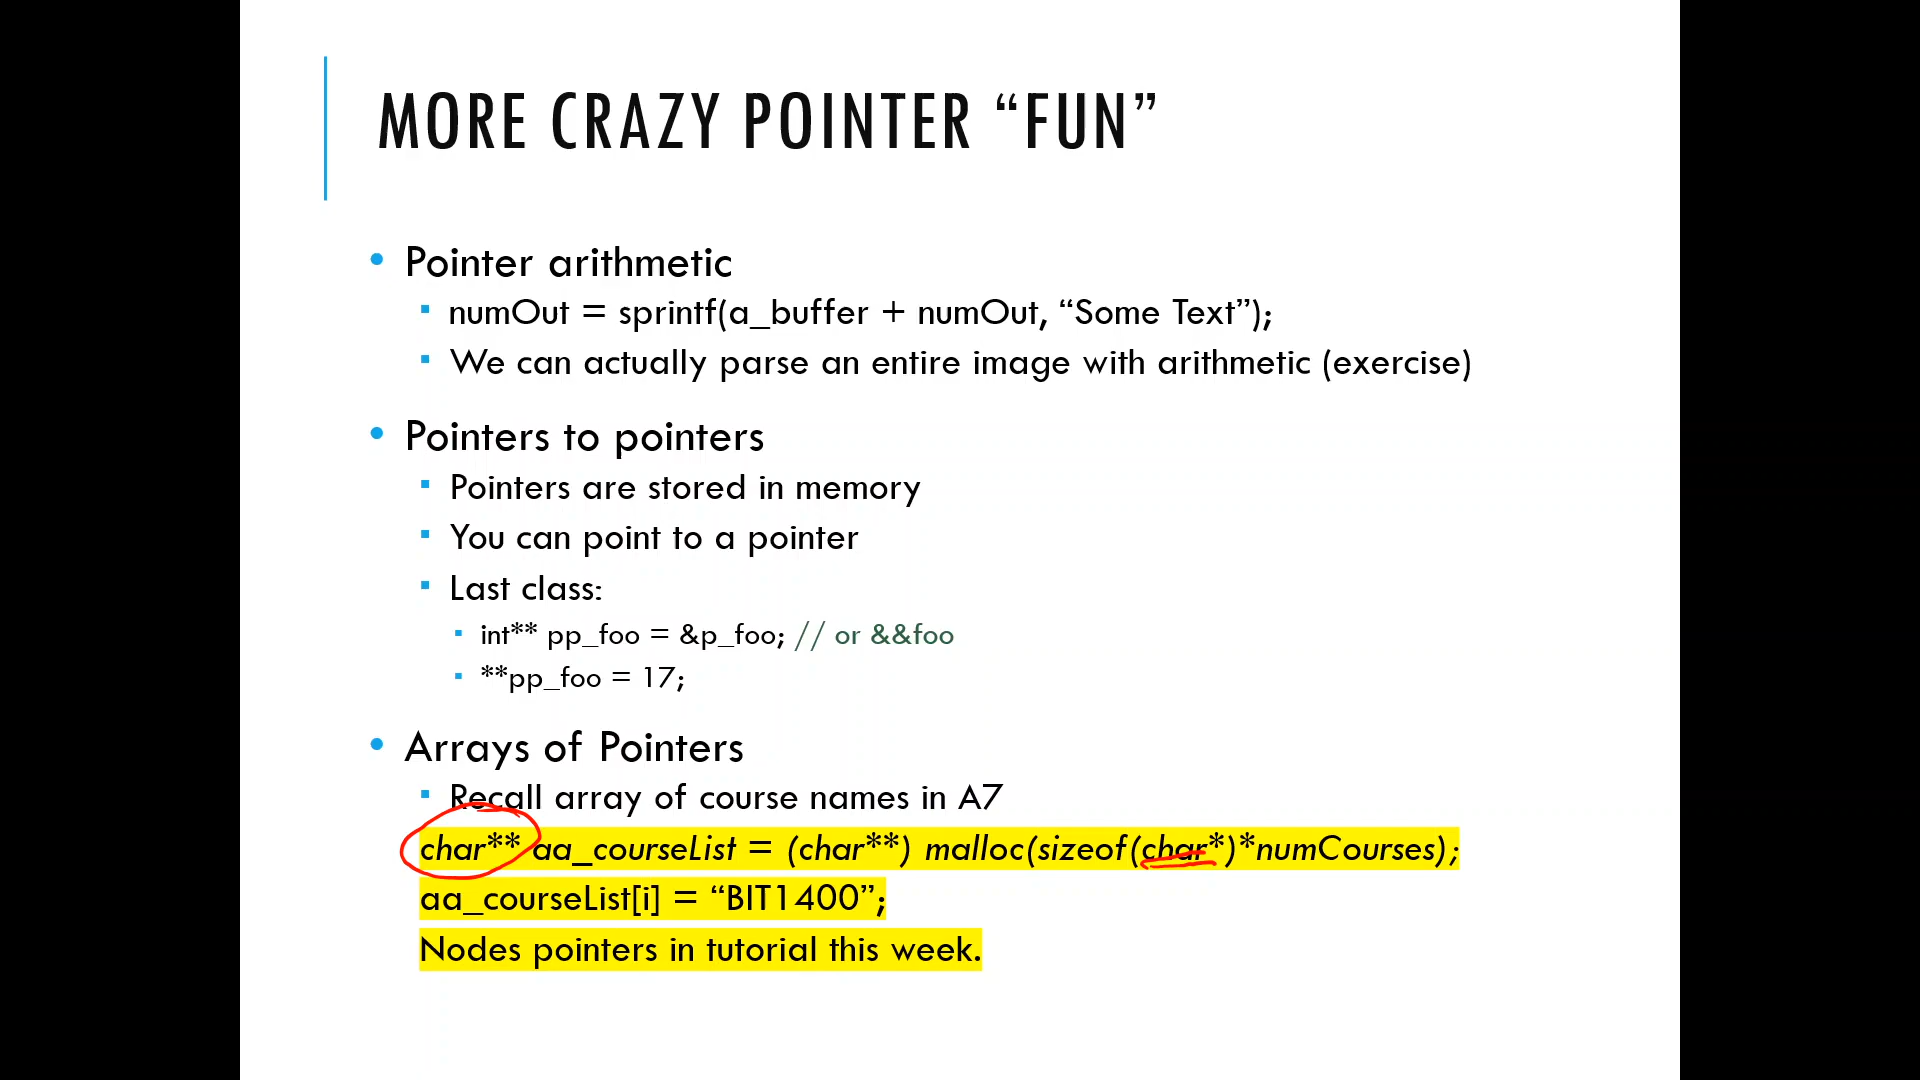 MORE CRAZY POINTER “FUN”
• Pointer arithmetic
▪ numOut = sprintf(a_buffer + numOut, “Some Text”);
▪ We can actually parse an entire image with arithmetic (exercise)
• Pointers to pointers
▪ Pointers are stored in memory
▪ You can point to a pointer
▪ Last class:
▪ int** pp_foo = &p_foo; // or &&foo
▪ **pp_foo = 17;
• Arrays of Pointers
▪ Recall array of course names in A7
char** aa_courseList = (char**) malloc(sizeof(char*)*numCourses);
aa_courseList[i] = “BIT1400”;
Nodes pointers in tutorial this week.